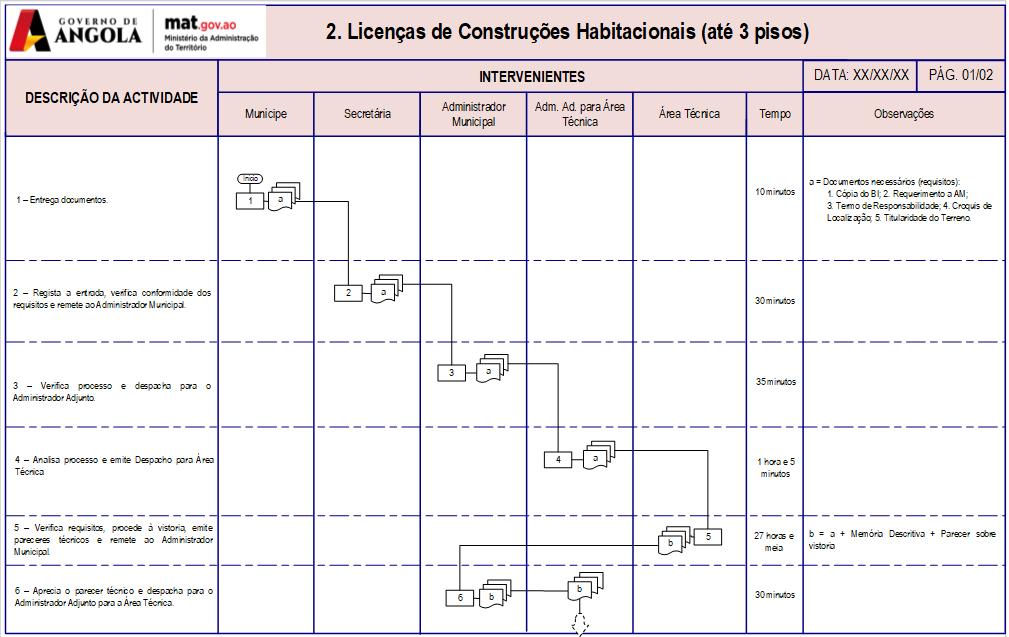 GOVERNO DE
ANGOLA
mat.gov.ao
Ministério da Administração
do Território
2. Licenças de Construções Habitacionais (até 3 pisos)
DESCRIÇÃO DA ACTIVIDADE
INTERVENIENTES
DATA: XX/XX/XX
PÁG. 01/02
Munícipe
Secretária
Administrador
Municipal
Adm. Ad. para Área
Técnica
Área Técnica
Tempo
Observações
1 – Entrega documentos.
Início
1
a
10 minutos
a = Documentos necessários (requisitos):
1. Cópia do BI; 2. Requerimento a AM;
3. Termo de Responsabilidade; 4. Croquis de
Localização; 5. Titularidade do Terreno.
2 – Regista a entrada, verifica conformidade dos
requisitos e remete ao Administrador Municipal.
2
a
30 minutos
3 – Verifica processo e despacha para o
Administrador Adjunto.
3
a
35 minutos
4 – Analisa processo e emite Despacho para Área
Técnica
4
a
1 hora e 5
minutos
5 – Verifica requisitos, procede à vistoria, emite
pareceres técnicos e remete ao Administrador
Municipal.
b
5
27 horas e
meia
b = a + Memória Descritiva + Parecer sobre
vistoria
6 – Aprecia o parecer técnico e despacha para o
Administrador Adjunto para a Área Técnica.
6
b
b
30 minutos